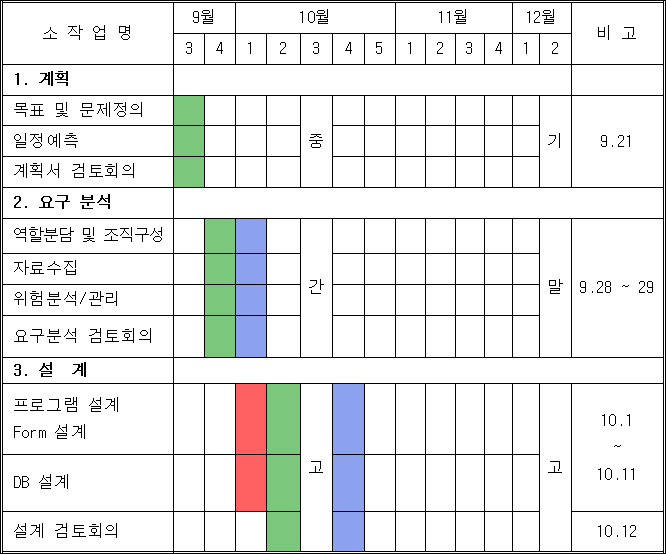 소 작 업 명 9월 10월 11월 12월 비 고
3 4 1 2 3 4 5 1 2 3 4 1 2
1. 계획
목표 및 문제정의
일정예측 중 기 9.21
계획서 검토회의
2. 요구 분석
역할분담 및 조직구성
자료수집
간 말 9.28 ~ 29
위험분석/관리
요구분석 검토회의
3. 설 계
프로그램 설계
Form 설계
10.1
~
10.11
고 고
DB 설계
설계 검토회의 10.12